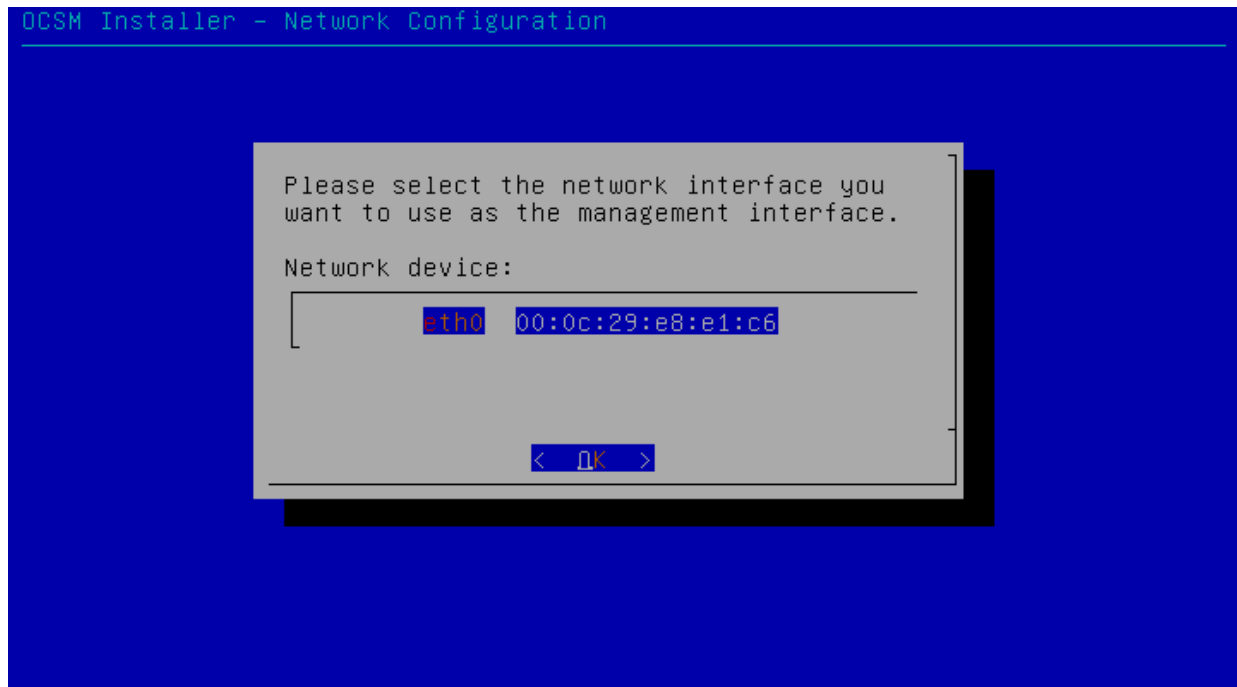 OCSM Installer - Network Configuration
Please select the network interface you
want to use as the management interface.
Network device:
eth0 00:0c:29:e8:e1:c6
< OK >